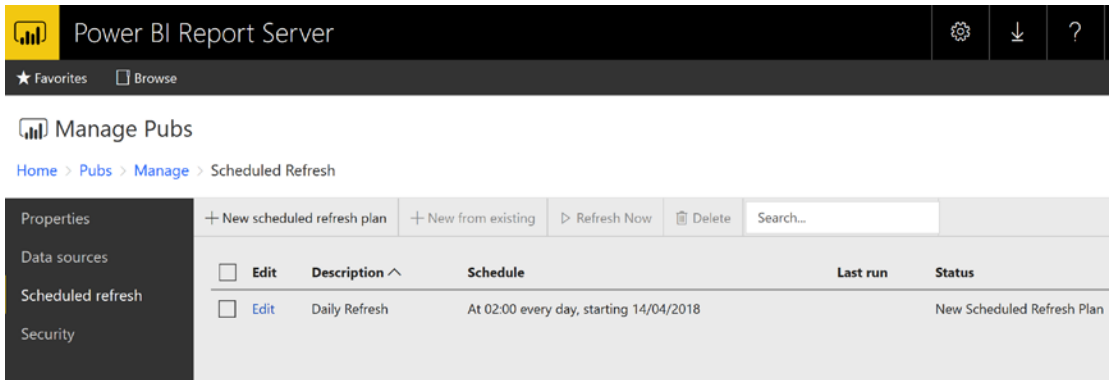 Power BI Report Server
?
Favorites Browse
Manage Pubs
Home > Pubs > Manage > Scheduled Refresh
Properties
Data sources
Scheduled refresh
Security
+ New scheduled refresh plan + New from existing Refresh Now Delete Search...
Edit Description Schedule Last run Status
Edit Daily Refresh At 02:00 every day, starting 14/04/2018 New Scheduled Refresh Plan